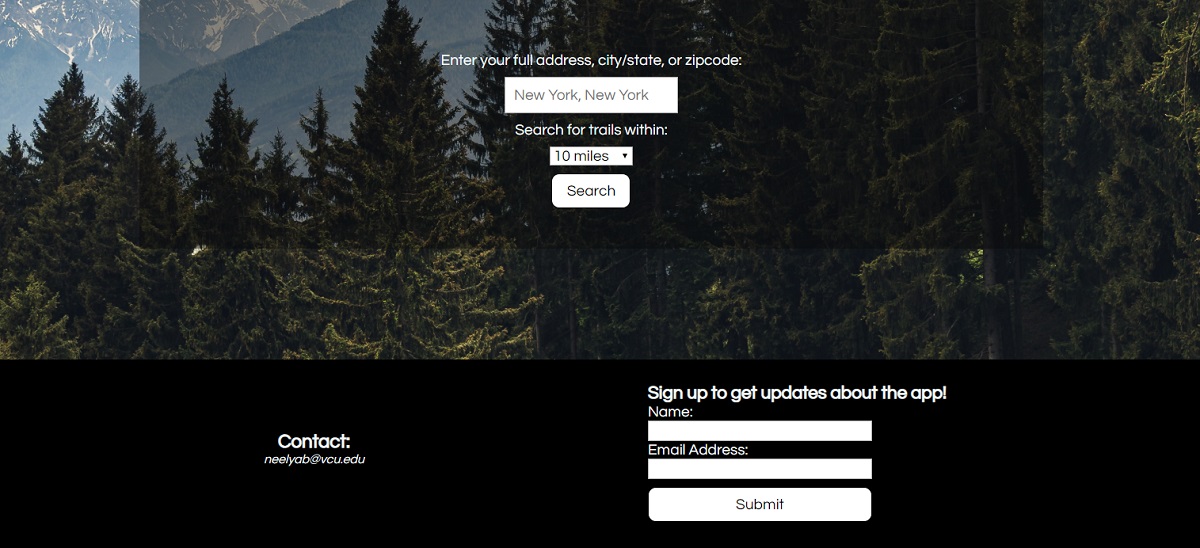 Enter your full address, city/state, or zipcode:
New York, New York
Search for trails within:
10 miles
Search
Contact:
neelyab@vcu.edu
Sign up to get updates about the app!
Name:
Email Address:
Submit